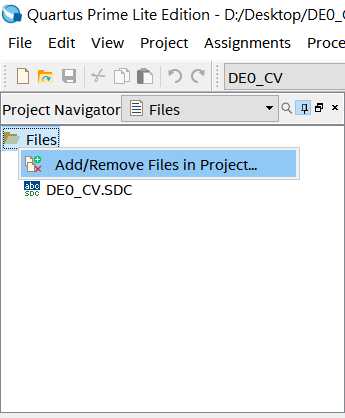 Quartus Prime Lite Edition - D:/Desktop/DE0_C
File Edit View Project Assignments Proce
DE0_CV
Project Navigator Files
Files
Add/Remove Files in Project...
abc
SDC
DE0_CV.SDC